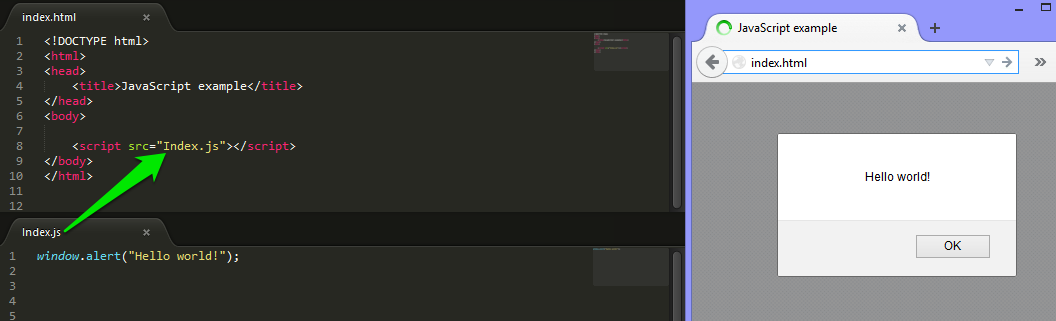 index.html ×
1 <!DOCTYPE html>
2 <html>
3 <head>
4 <title>JavaScript example</title>
5 </head>
6 <body>
7
8 <script src="Index.js"></script>
9 </body>
10 </html>
11
12
Index.js ×
1 window.alert("Hello world!");
2
3
4
5
JavaScript example × +
index.html »
Hello world!
OK